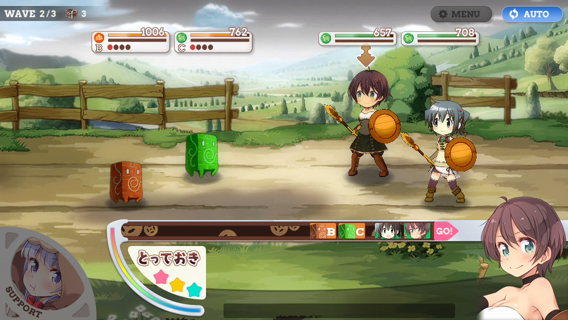 WAVE 2/3 3
MENU
AUTO
1006
B
762
C
657
708
B
C
GO!
とっておき
SUPPORT